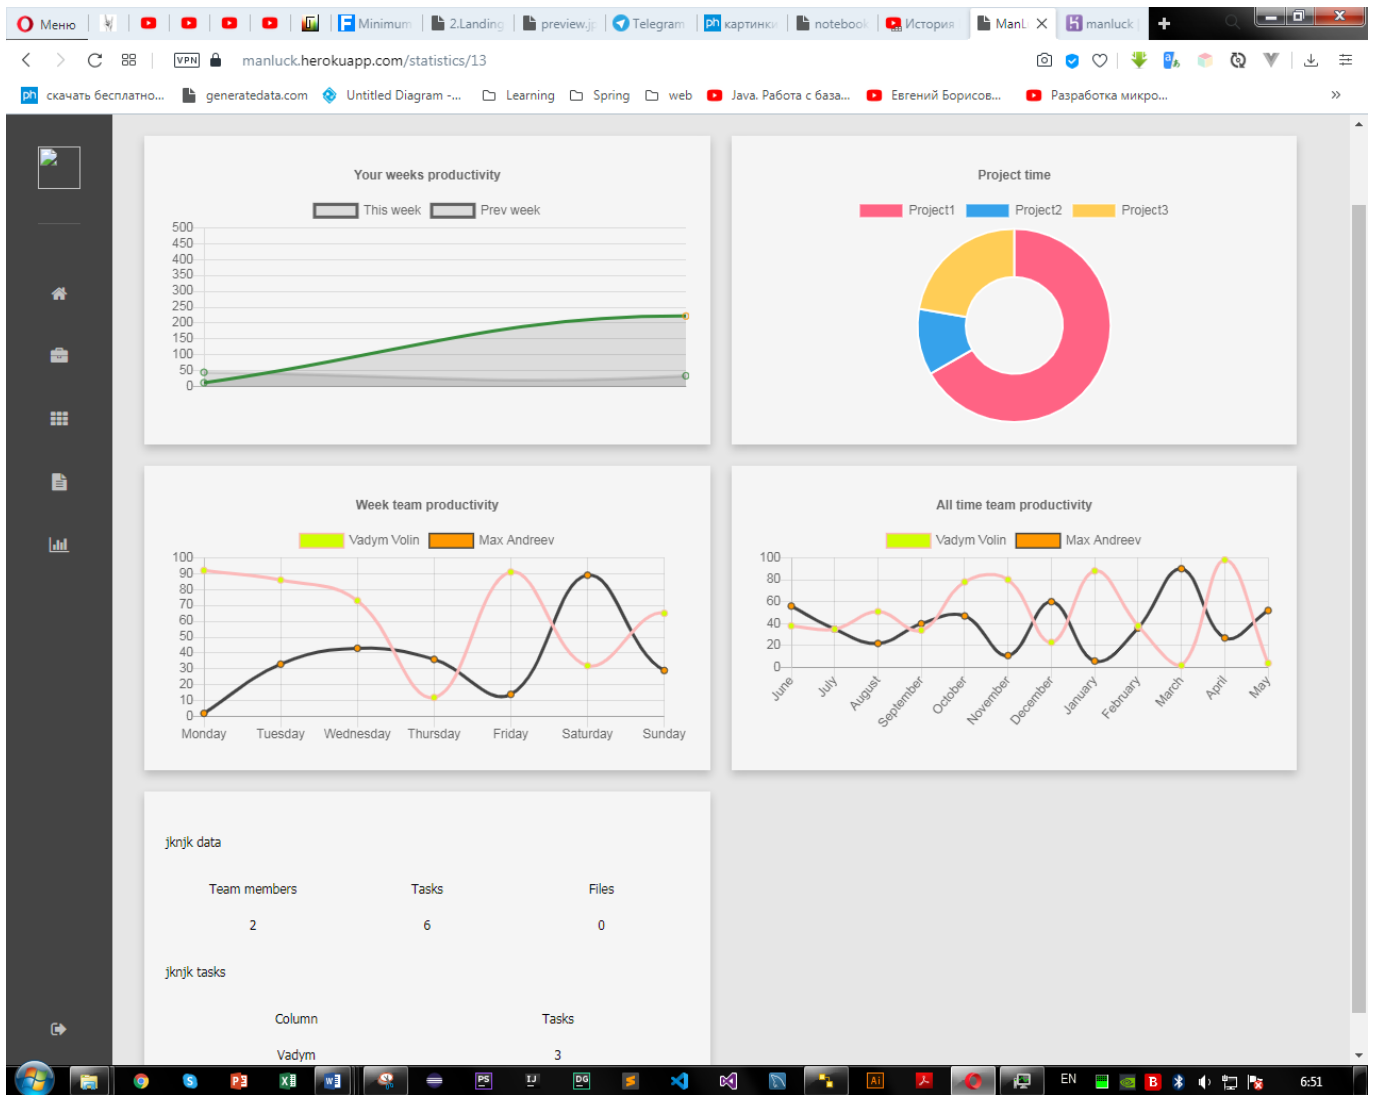 Меню
Minimum
2.Landing
preview.jp
Telegram
картинки
notebook
История
ManL
manluck
VPN manluck.herokuapp.com/statistics/13
ph скачать бесплатно...
generatedata.com
Untitled Diagram -...
Learning
Spring
web
Java. Работа с база...
Евгений Борисов...
Разработка микро...
Your weeks productivity
This week Prev week
500
450
400
350
300
250
200
150
100
50
0
Project time
Project1 Project2 Project3
Week team productivity
Vadym Volin Max Andreev
100
90
80
70
60
50
40
30
20
10
0
Monday Tuesday Wednesday Thursday Friday Saturday Sunday
All time team productivity
Vadym Volin Max Andreev
100
80
60
40
20
0
June July August September October November December January February March April May
jknjk data
Team members Tasks Files
2 6 0
jknjk tasks
Column Tasks
Vadym 3
EN
6:51